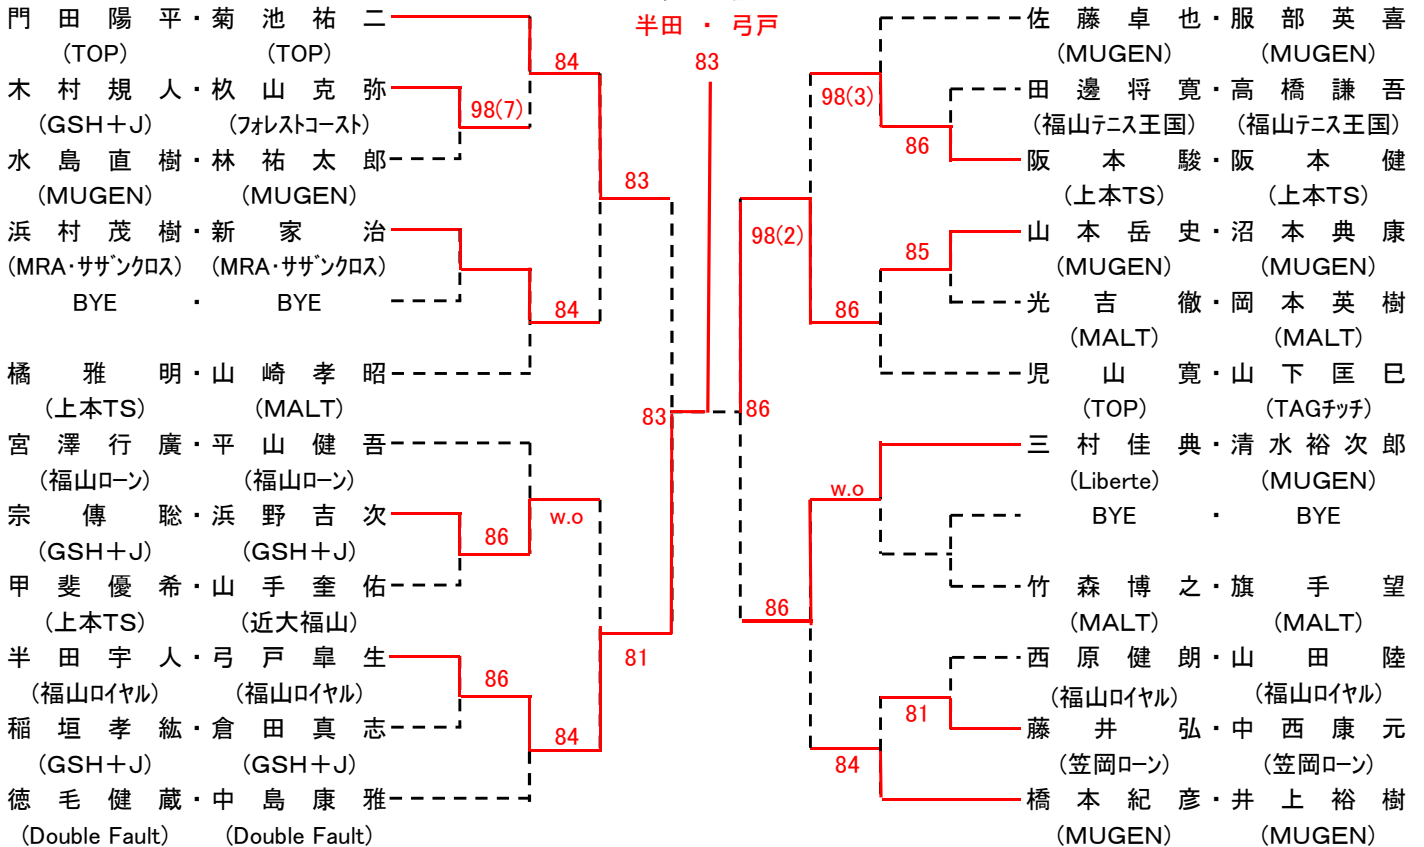 半田 ・ 弓戸
83
門田陽平・菊池祐二
(TOP) (TOP)
84
木村規人・杦山克弥
(GSH+J) (フォレストコースト)
98(7)
水島直樹・林祐太郎
(MUGEN) (MUGEN)
83
浜村茂樹・新家治
(MRA・サザンクロス) (MRA・サザンクロス)
BYE ・ BYE
84
橘雅明・山崎孝昭
(上本TS) (MALT)
83
宮澤行廣・平山健吾
(福山ローン) (福山ローン)
w.o
宗傳聡・浜野吉次
(GSH+J) (GSH+J)
86
甲斐優希・山手奎佑
(上本TS) (近大福山)
81
半田宇人・弓戸皐生
(福山ロイヤル) (福山ロイヤル)
86
稲垣孝紘・倉田真志
(GSH+J) (GSH+J)
84
徳毛健蔵・中島康雅
(Double Fault) (Double Fault)
佐藤卓也・服部英喜
(MUGEN) (MUGEN)
98(3)
田邊将寛・高橋謙吾
(福山テニス王国) (福山テニス王国)
86
阪本駿・阪本健
(上本TS) (上本TS)
98(2)
山本岳史・沼本典康
(MUGEN) (MUGEN)
85
光吉徹・岡本英樹
(MALT) (MALT)
86
児山寛・山下匡巳
(TOP) (TAGチッチ)
86
三村佳典・清水裕次郎
(Liberte) (MUGEN)
w.o
BYE ・ BYE
竹森博之・旗手望
(MALT) (MALT)
86
西原健朗・山田陸
(福山ロイヤル) (福山ロイヤル)
81
藤井弘・中西康元
(笠岡ローン) (笠岡ローン)
84
橋本紀彦・井上裕樹
(MUGEN) (MUGEN)